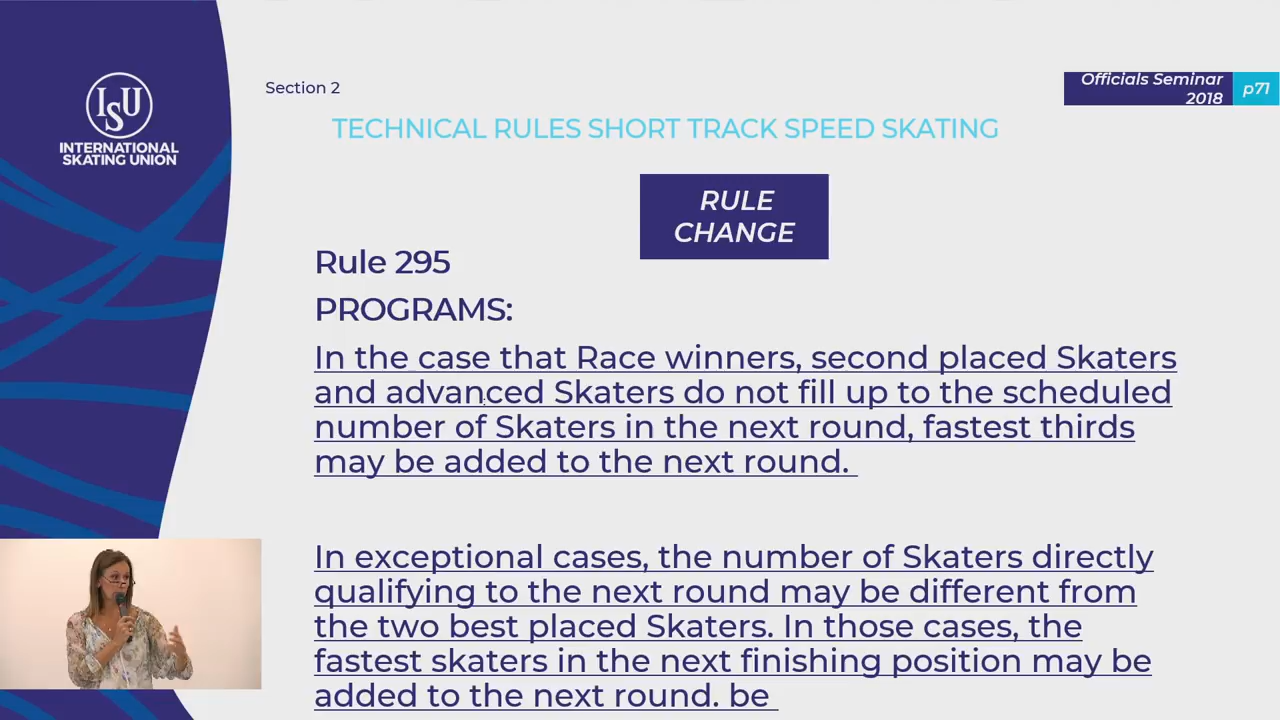 ISU
INTERNATIONAL
SKATING UNION
Section 2
Officials Seminar
2018
p71
TECHNICAL RULES SHORT TRACK SPEED SKATING
RULE
CHANGE
Rule 295
PROGRAMS:
In the case that Race winners, second placed Skaters
and advanced Skaters do not fill up to the scheduled
number of Skaters in the next round, fastest thirds
may be added to the next round.
In exceptional cases, the number of Skaters directly
qualifying to the next round may be different from
the two best placed Skaters. In those cases, the
fastest skaters in the next finishing position may be
added to the next round. be